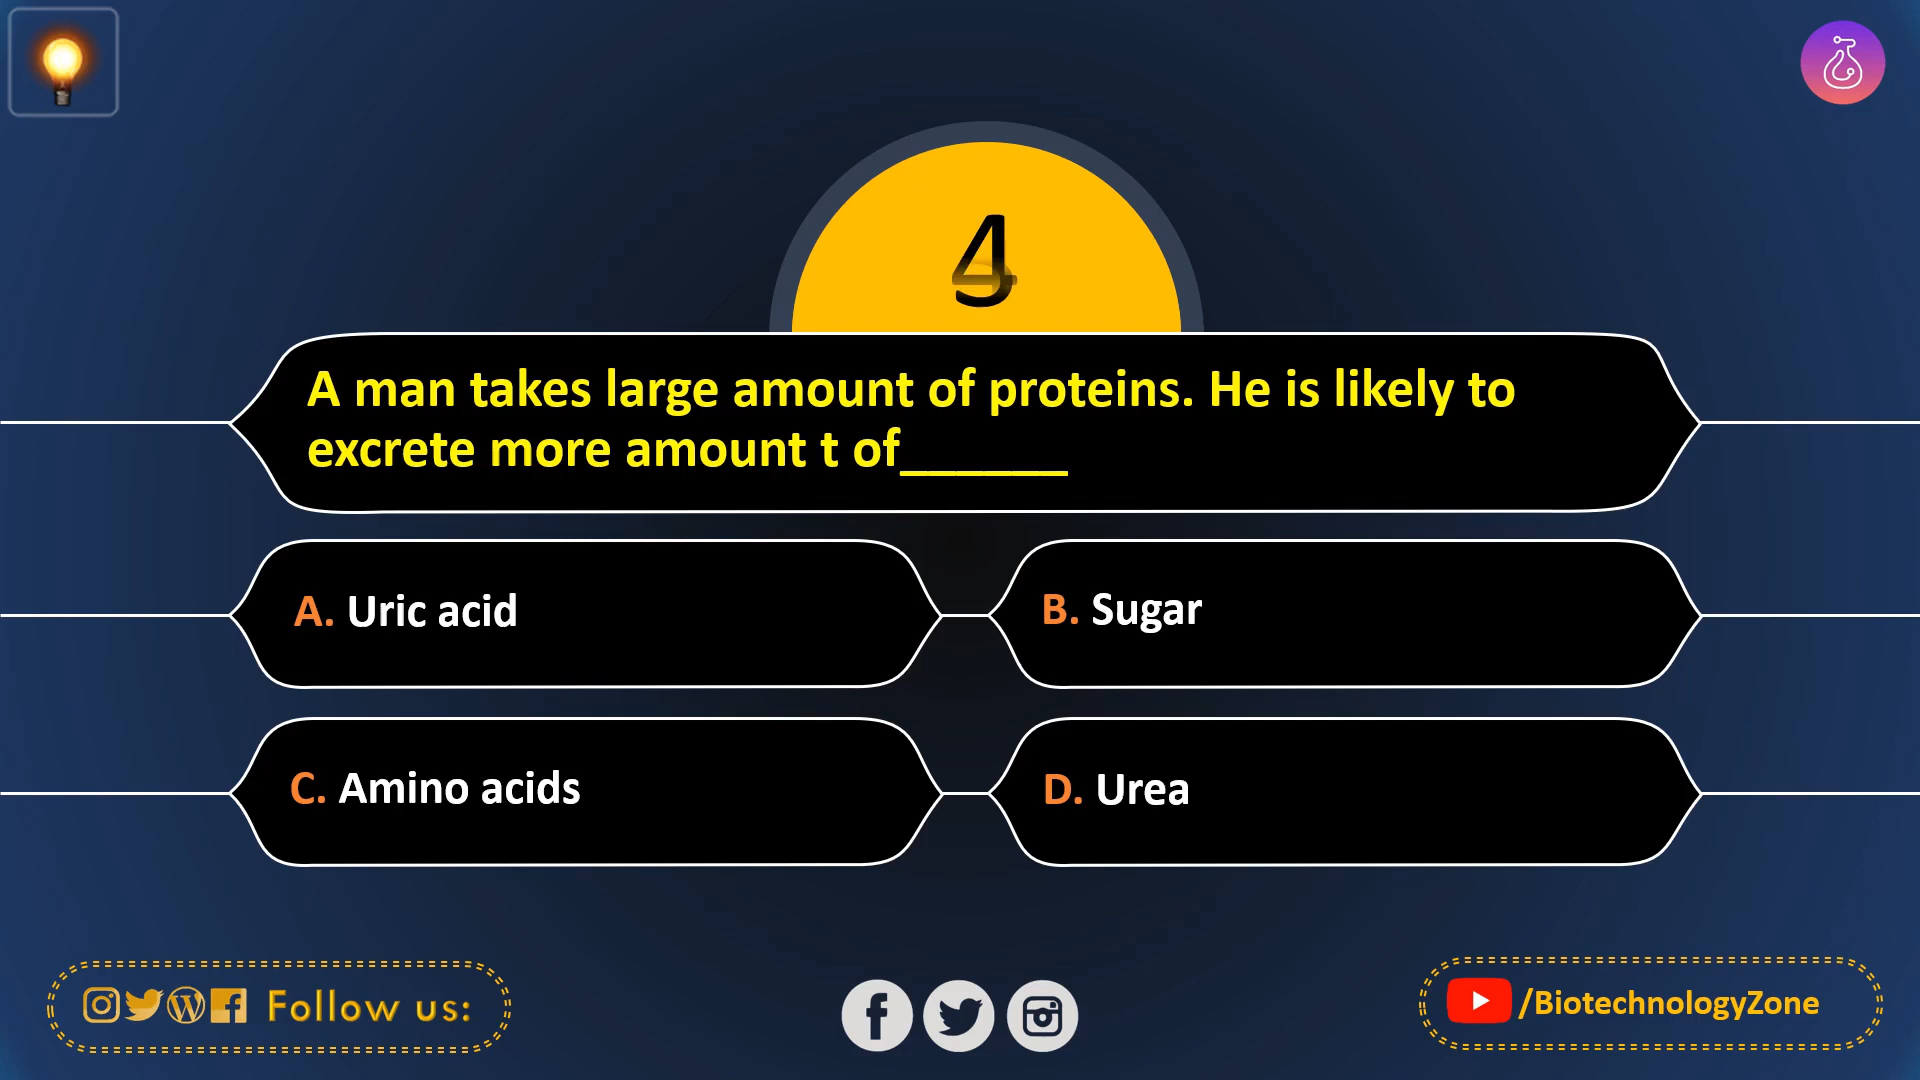 A man takes large amount of proteins. He is likely to
excrete more amount t of______
A. Uric acid
B. Sugar
C. Amino acids
D. Urea
Follow us:
/BiotechnologyZone